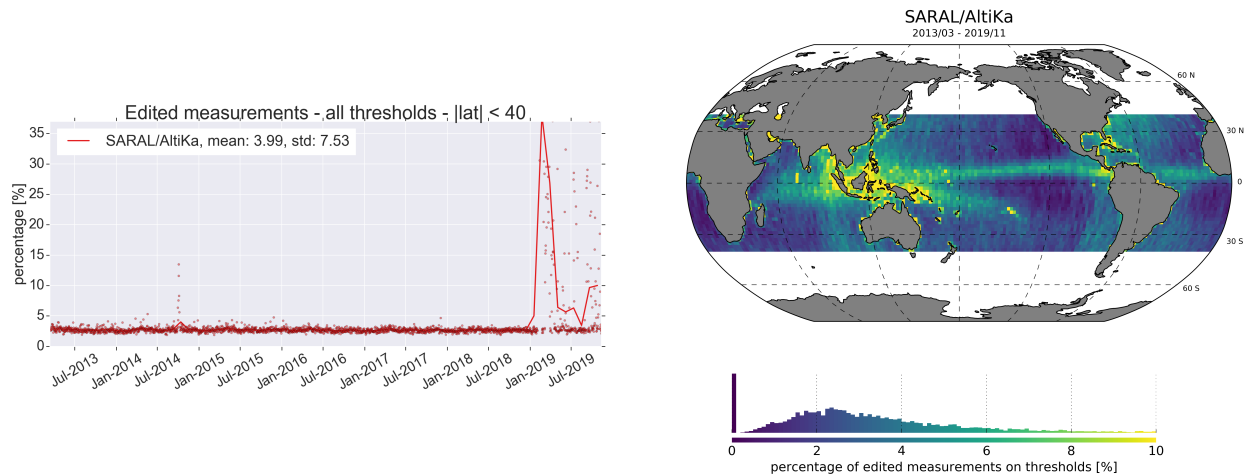 Edited measurements - all thresholds - |lat| < 40
SARAL/AltiKa, mean: 3.99, std: 7.53
percentage [%]
35
30
25
20
15
10
5
0
Jul-2013
Jan-2014
Jul-2014
Jan-2015
Jul-2015
Jan-2016
Jul-2016
Jan-2017
Jul-2017
Jan-2018
Jul-2018
Jan-2019
Jul-2019
SARAL/AltiKa
2013/03 - 2019/11
60 N
30 N
0
30 S
60 S
0 2 4 6 8 10
percentage of edited measurements on thresholds [%]